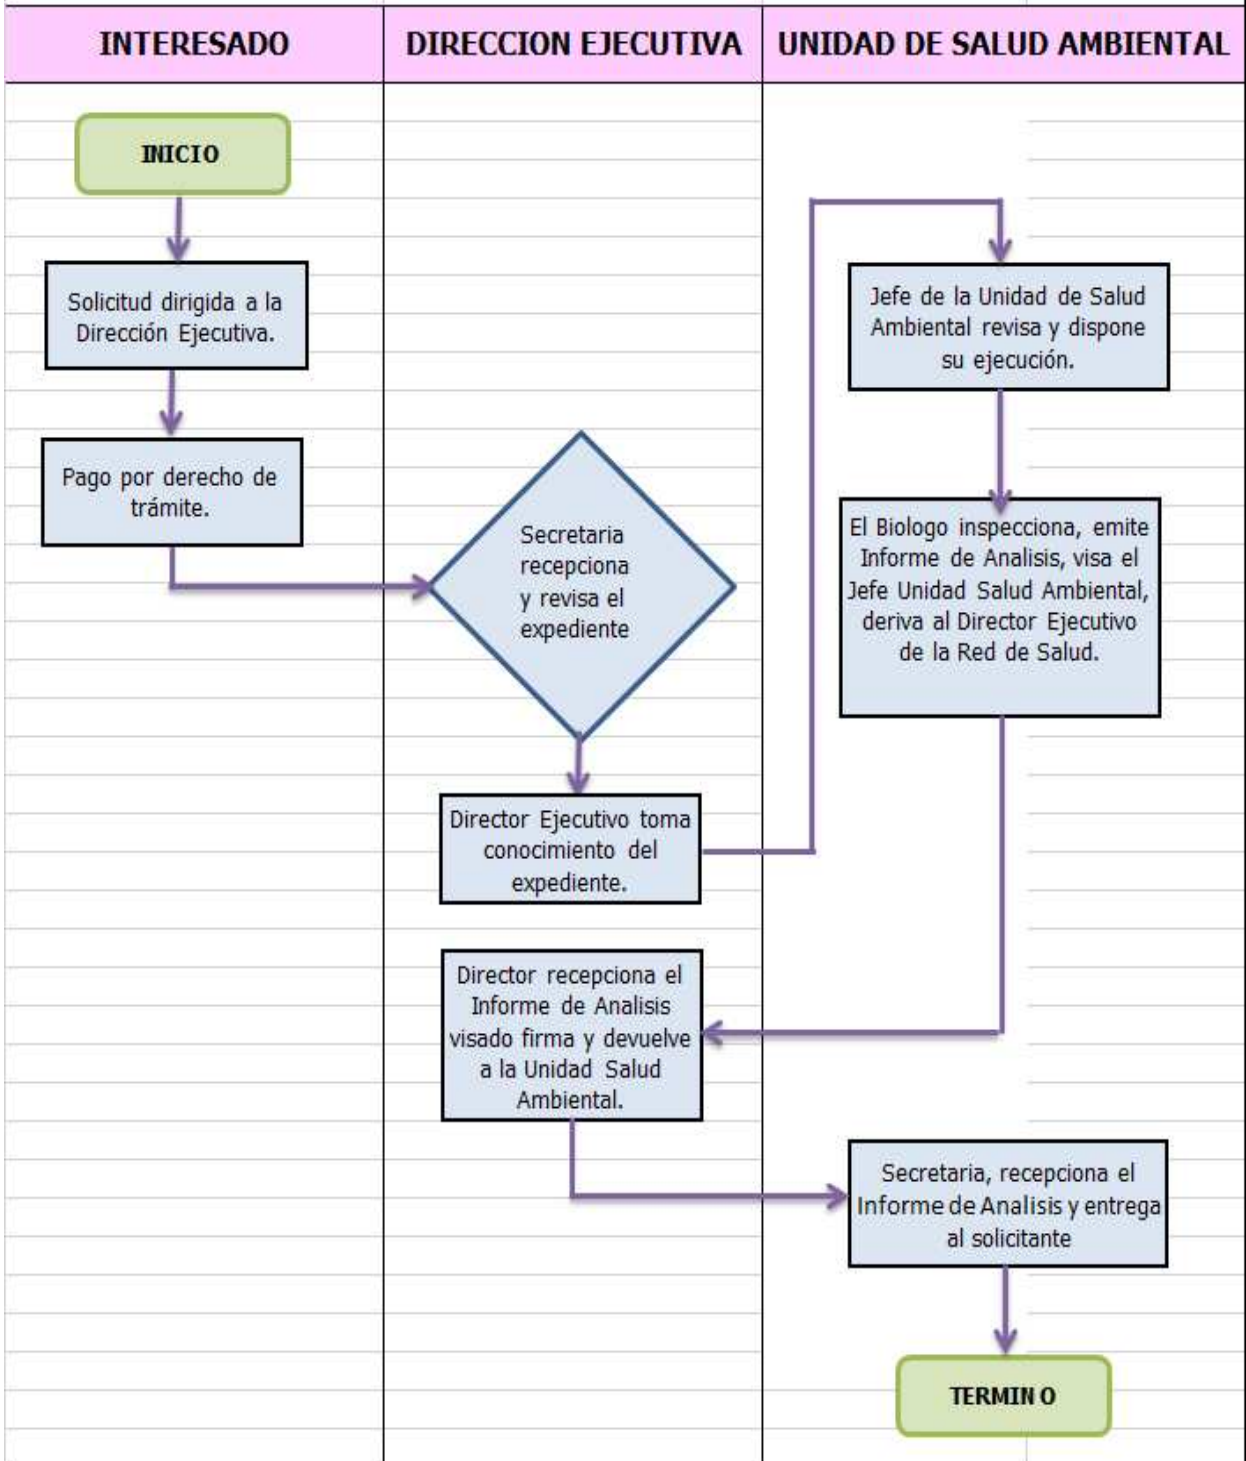 INTERESADO
DIRECCION EJECUTIVA
UNIDAD DE SALUD AMBIENTAL
INICIO
Solicitud dirigida a la
Dirección Ejecutiva.
Pago por derecho de
trámite.
Secretaria
recepciona
y revisa el
expediente
Director Ejecutivo toma
conocimiento del
expediente.
Jefe de la Unidad de Salud
Ambiental revisa y dispone
su ejecución.
El Biologo inspecciona, emite
Informe de Analisis, visa el
Jefe Unidad Salud Ambiental,
deriva al Director Ejecutivo
de la Red de Salud.
Director recepciona el
Informe de Analisis
visado firma y devuelve
a la Unidad Salud
Ambiental.
Secretaria, recepciona el
Informe de Analisis y entrega
al solicitante
TERMINO